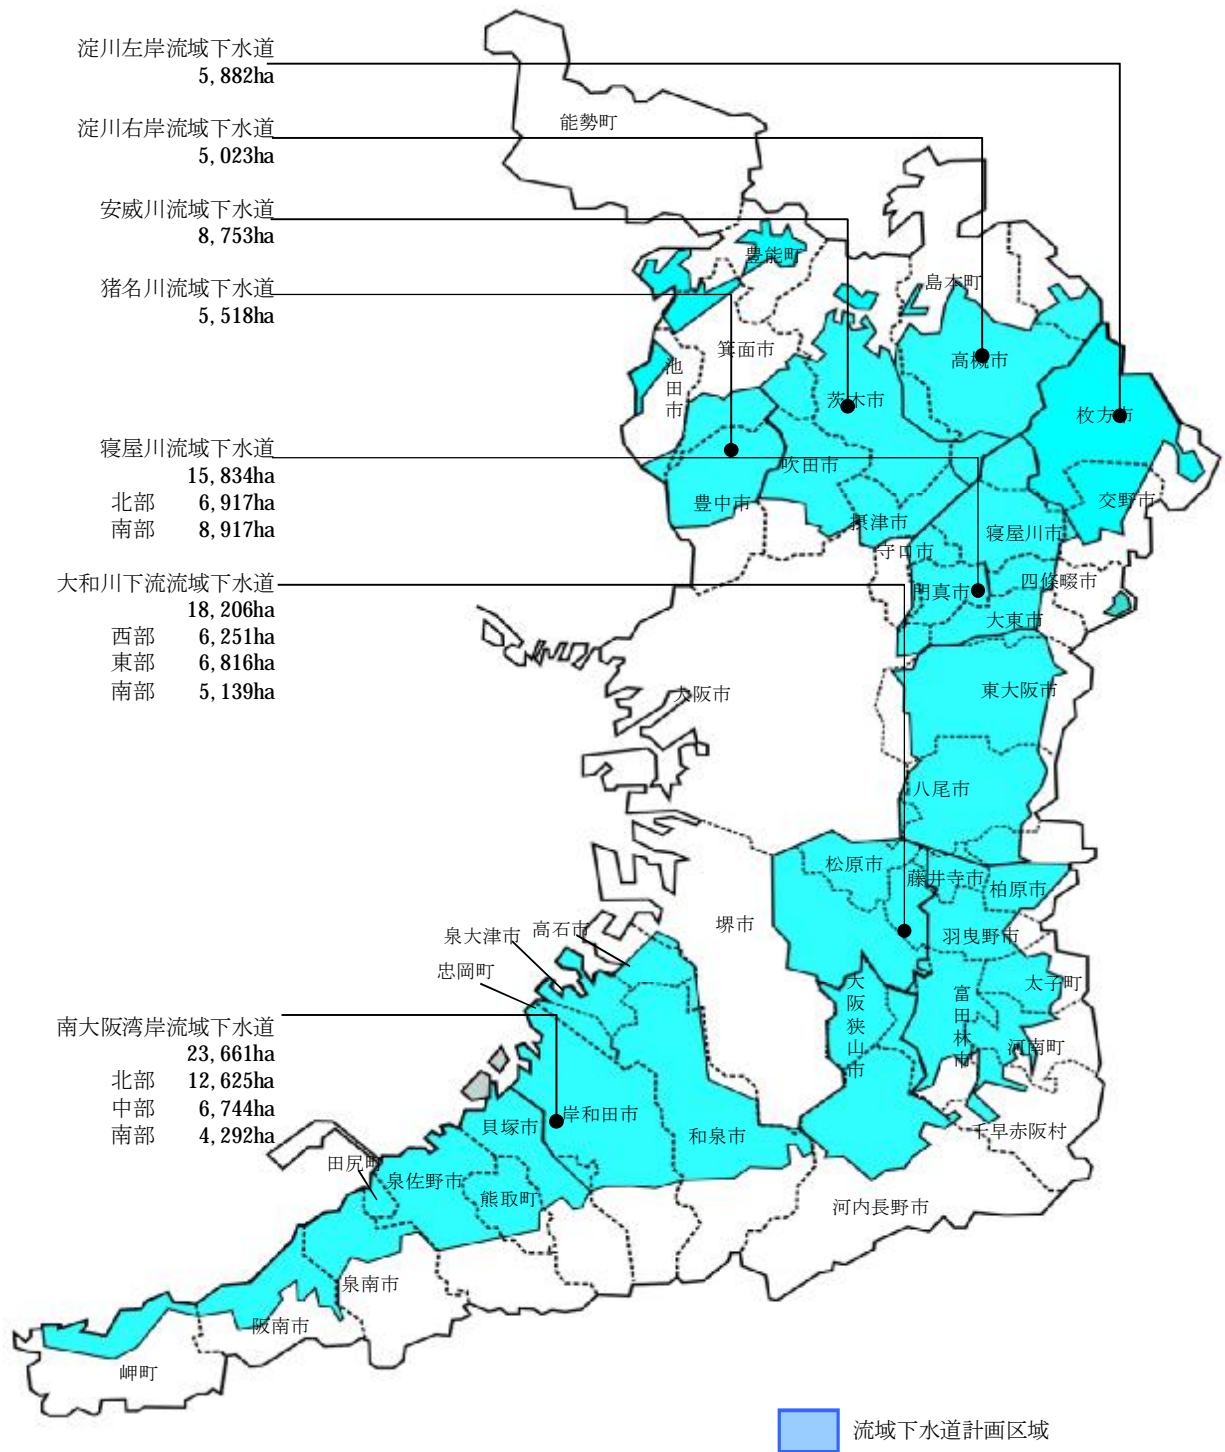 淀川左岸流域下水道
5,882ha
淀川右岸流域下水道
5,023ha
安威川流域下水道
8,753ha
猪名川流域下水道
5,518ha
寝屋川流域下水道
15,834ha
北部 6,917ha
南部 8,917ha
大和川下流流域下水道
18,206ha
西部 6,251ha
東部 6,816ha
南部 5,139ha
南大阪湾岸流域下水道
23,661ha
北部 12,625ha
中部 6,744ha
南部 4,292ha
能勢町
豊能町
島本町
箕面市
高槻市
池田市
茨木市
枚方市
吹田市
豊中市
交野市
摂津市
寝屋川市
守口市
四條畷市
門真市
大東市
大阪市
東大阪市
八尾市
松原市
藤井寺市
柏原市
堺市
高石市
泉大津市
羽曳野市
忠岡町
太子町
大阪狭山市
富田林市
河南町
岸和田市
貝塚市
和泉市
千早赤阪村
田尻町
泉佐野市
熊取町
河内長野市
泉南市
阪南市
岬町
流域下水道計画区域